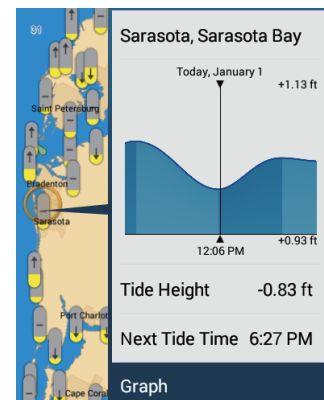 31
Saint Petersburg
Bradenton
Sarasota
Port Charlot
Cape Coral
Sarasota, Sarasota Bay
Today, January 1
+1.13 ft
+0.93 ft
12:06 PM
Tide Height -0.83 ft
Next Tide Time 6:27 PM
Graph